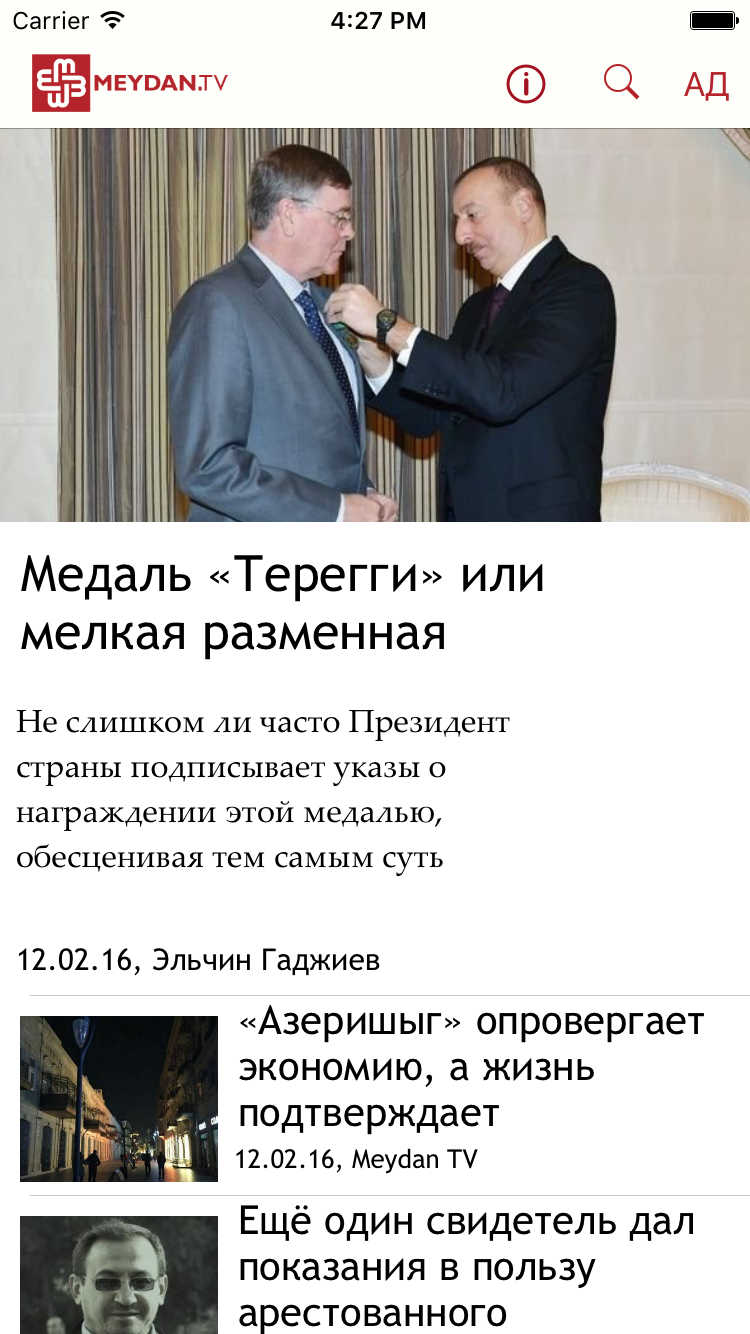 Carrier 4:27 PM
MEYDAN.TV
АД
Медаль «Терегги» или
мелкая разменная
Не слишком ли часто Президент
страны подписывает указы о
награждении этой медалью,
обесценивая тем самым суть
12.02.16, Эльчин Гаджиев
«Азеришыг» опровергает
экономию, а жизнь
подтверждает
12.02.16, Meydan TV
Ещё один свидетель дал
показания в пользу
арестованного